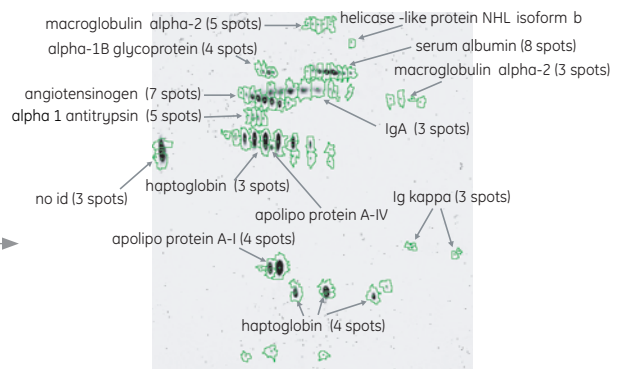 macroglobulin alpha-2 (5 spots)
helicase -like protein NHL isoform b
alpha-1B glycoprotein (4 spots)
serum albumin (8 spots)
macroglobulin alpha-2 (3 spots)
angiotensinogen (7 spots)
alpha 1 antitrypsin (5 spots)
IgA (3 spots)
haptoglobin (3 spots)
no id (3 spots)
Ig kappa (3 spots)
apolipo protein A-IV
apolipo protein A-I (4 spots)
haptoglobin (4 spots)